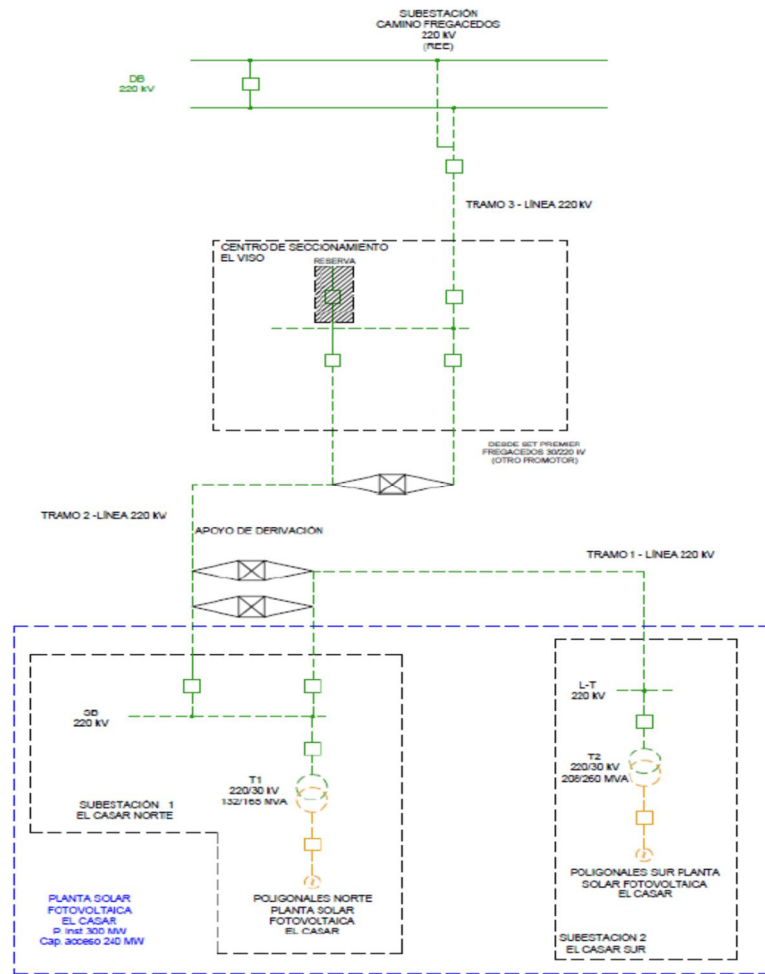 SUBESTACIÓN
CAMINO FREGACEDOS
220 kV
(REE)
DB
220 kV
TRAMO 3 - LÍNEA 220 kV
CENTRO DE SECCIONAMIENTO
EL VISO
RESERVA
DESDE SET PREMIER
FREGACEDOS 30/220 kV
(OTRO PROMOTOR)
TRAMO 2 -LÍNEA 220 kV
APOYO DE DERIVACIÓN
TRAMO 1 - LÍNEA 220 kV
SB
220 kV
L-T
220 kV
T1
220/30 kV
132/165 MVA
T2
220/30 kV
208/260 MVA
SUBESTACIÓN 1
EL CASAR NORTE
POLIGONALES NORTE
PLANTA SOLAR
FOTOVOLTAICA
EL CASAR
POLIGONALES SUR PLANTA
SOLAR FOTOVOLTAICA
EL CASAR
PLANTA SOLAR
FOTOVOLTAICA
EL CASAR
P. Inst 300 MW
Cap. acceso 240 MW
SUBESTACIÓN 2
EL CASAR SUR